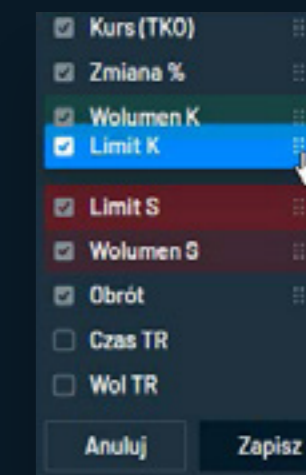 Kurs (TKO)
Zmiana %
Wolumen K
Limit K
Limit S
Wolumen S
Obrót
Czas TR
Wol TR
Anuluj
Zapisz